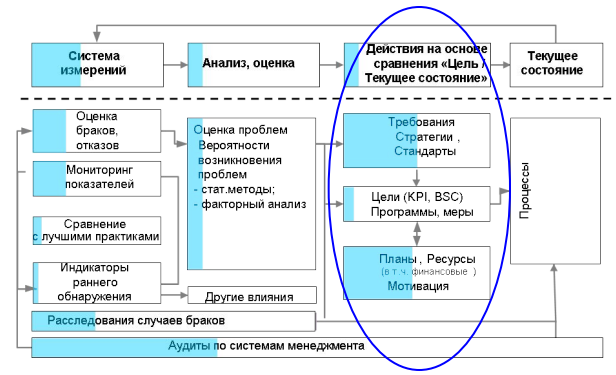 Система
измерений
Анализ, оценка
Действия на основе
сравнения «Цель /
Текущее состояние»
Текущее
состояние
Оценка
браков,
отказов
Мониторинг
показателей
Сравнение
с лучшими практиками
Индикаторы
раннего
обнаружения
Оценка проблем
Вероятности
возникновения
проблем
- стат.методы;
- факторный анализ
Другие влияния
Требования
Стратегии ,
Стандарты
Цели (KPI, BSC)
Программы, меры
Планы , Ресурсы
(в т. ч. финансовые )
Мотивация
Процессы
Расследования случаев браков
Аудиты по системам менеджмента